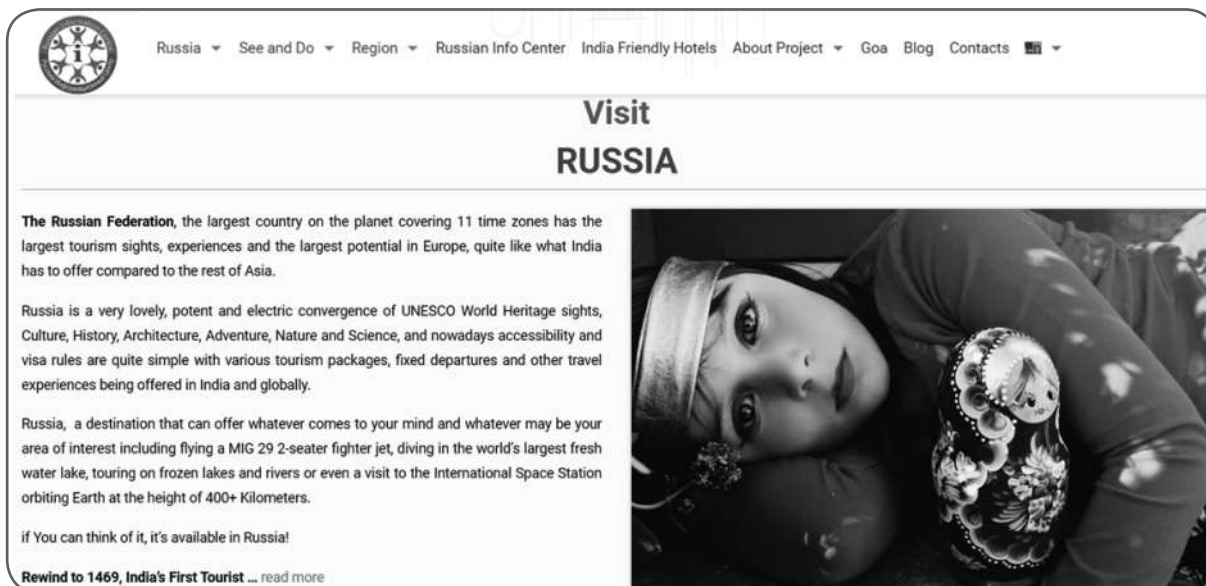 Russia See and Do Region Russian Info Center India Friendly Hotels About Project Goa Blog Contacts
Visit
RUSSIA
The Russian Federation, the largest country on the planet covering 11 time zones has the
largest tourism sights, experiences and the largest potential in Europe, quite like what India
has to offer compared to the rest of Asia.
Russia is a very lovely, potent and electric convergence of UNESCO World Heritage sights,
Culture, History, Architecture, Adventure, Nature and Science, and nowadays accessibility and
visa rules are quite simple with various tourism packages, fixed departures and other travel
experiences being offered in India and globally.
Russia, a destination that can offer whatever comes to your mind and whatever may be your
area of interest including flying a MIG 29 2-seater fighter jet, diving in the world's largest fresh
water lake, touring on frozen lakes and rivers or even a visit to the International Space Station
orbiting Earth at the height of 400+ Kilometers.
if You can think of it, it's available in Russia!
Rewind to 1469, India's First Tourist ... read more